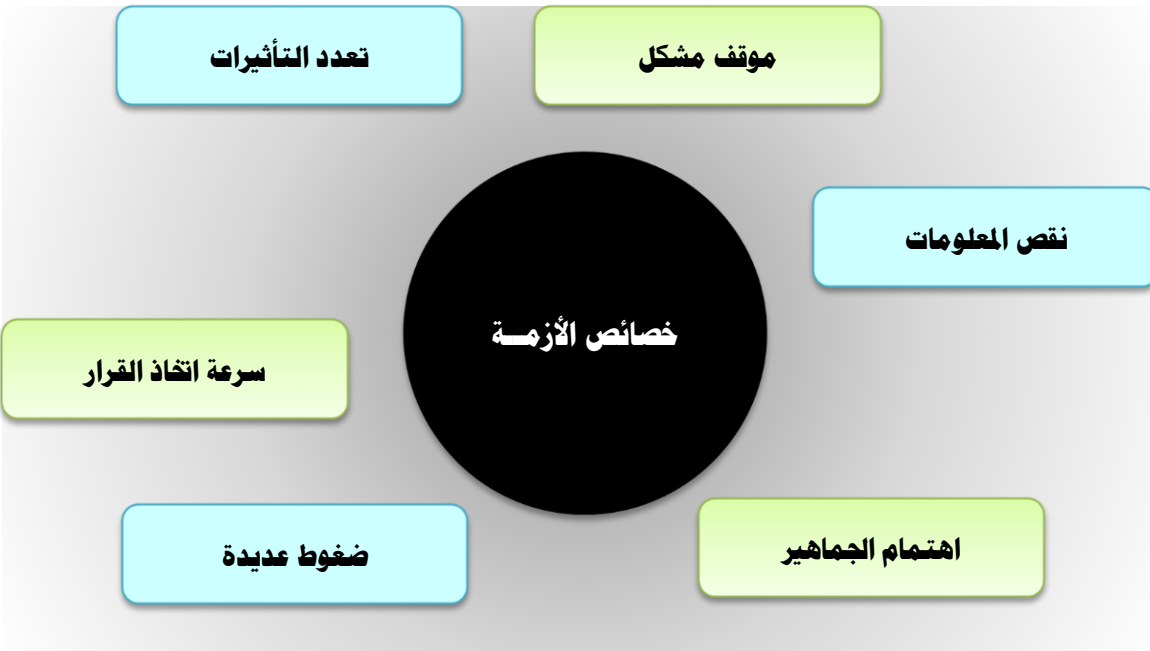 موقف مشكل
تعدد التأثيرات
نقص المعلومات
خصائص الأزمـــة
سرعة اتخاذ القرار
اهتمام الجماهير
ضغوط عديدة